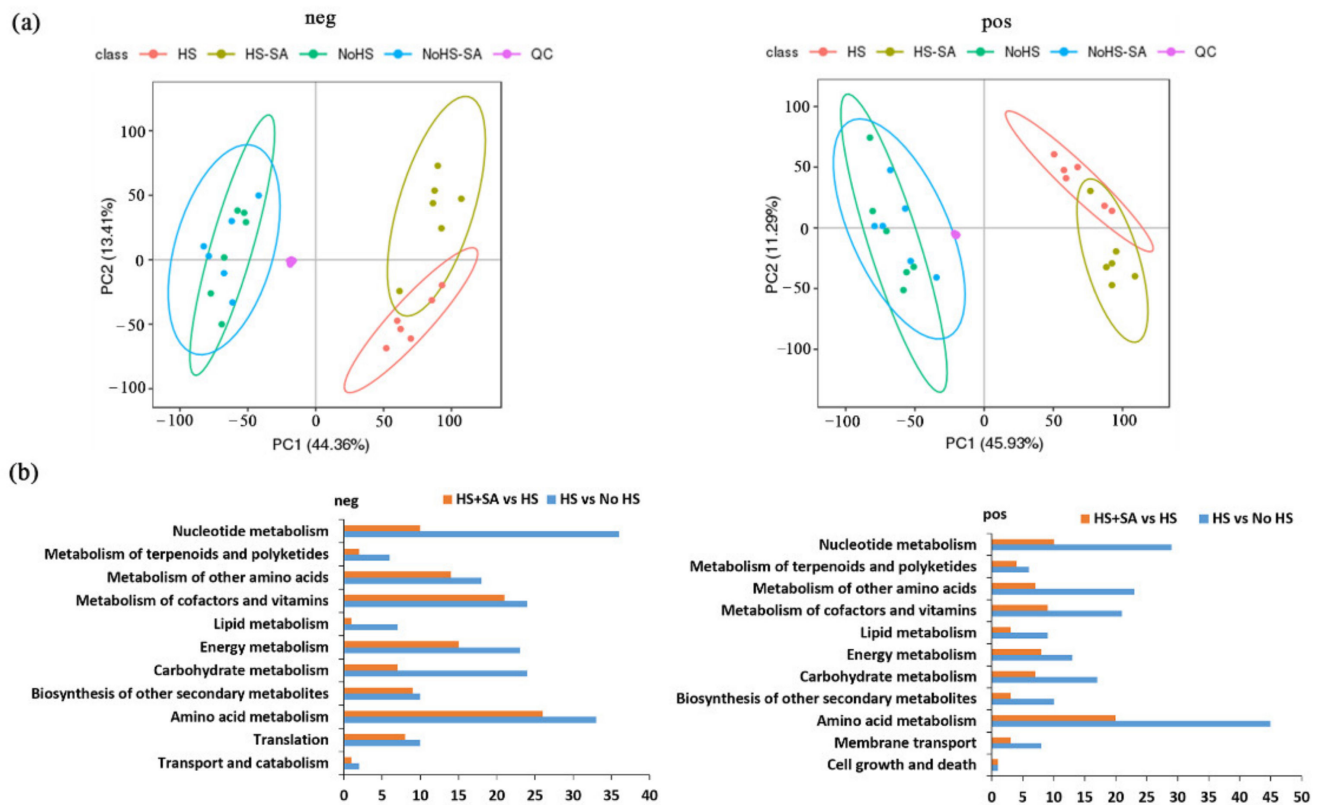 (a)
neg
class HS HS-SA NoHS NoHS-SA QC
PC2 (13.41%)
100
50
0
−50
−100
−100 −50 0 50 100
PC1 (44.36%)
pos
class HS HS-SA NoHS NoHS-SA QC
PC2 (11.29%)
100
50
0
−50
−100
−100 −50 0 50 100
PC1 (45.93%)
(b)
neg
HS+SA vs HS HS vs No HS
Nucleotide metabolism
Metabolism of terpenoids and polyketides
Metabolism of other amino acids
Metabolism of cofactors and vitamins
Lipid metabolism
Energy metabolism
Carbohydrate metabolism
Biosynthesis of other secondary metabolites
Amino acid metabolism
Translation
Transport and catabolism
0 5 10 15 20 25 30 35 40
pos
HS+SA vs HS HS vs No HS
Nucleotide metabolism
Metabolism of terpenoids and polyketides
Metabolism of other amino acids
Metabolism of cofactors and vitamins
Lipid metabolism
Energy metabolism
Carbohydrate metabolism
Biosynthesis of other secondary metabolites
Amino acid metabolism
Membrane transport
Cell growth and death
0 5 10 15 20 25 30 35 40 45 50